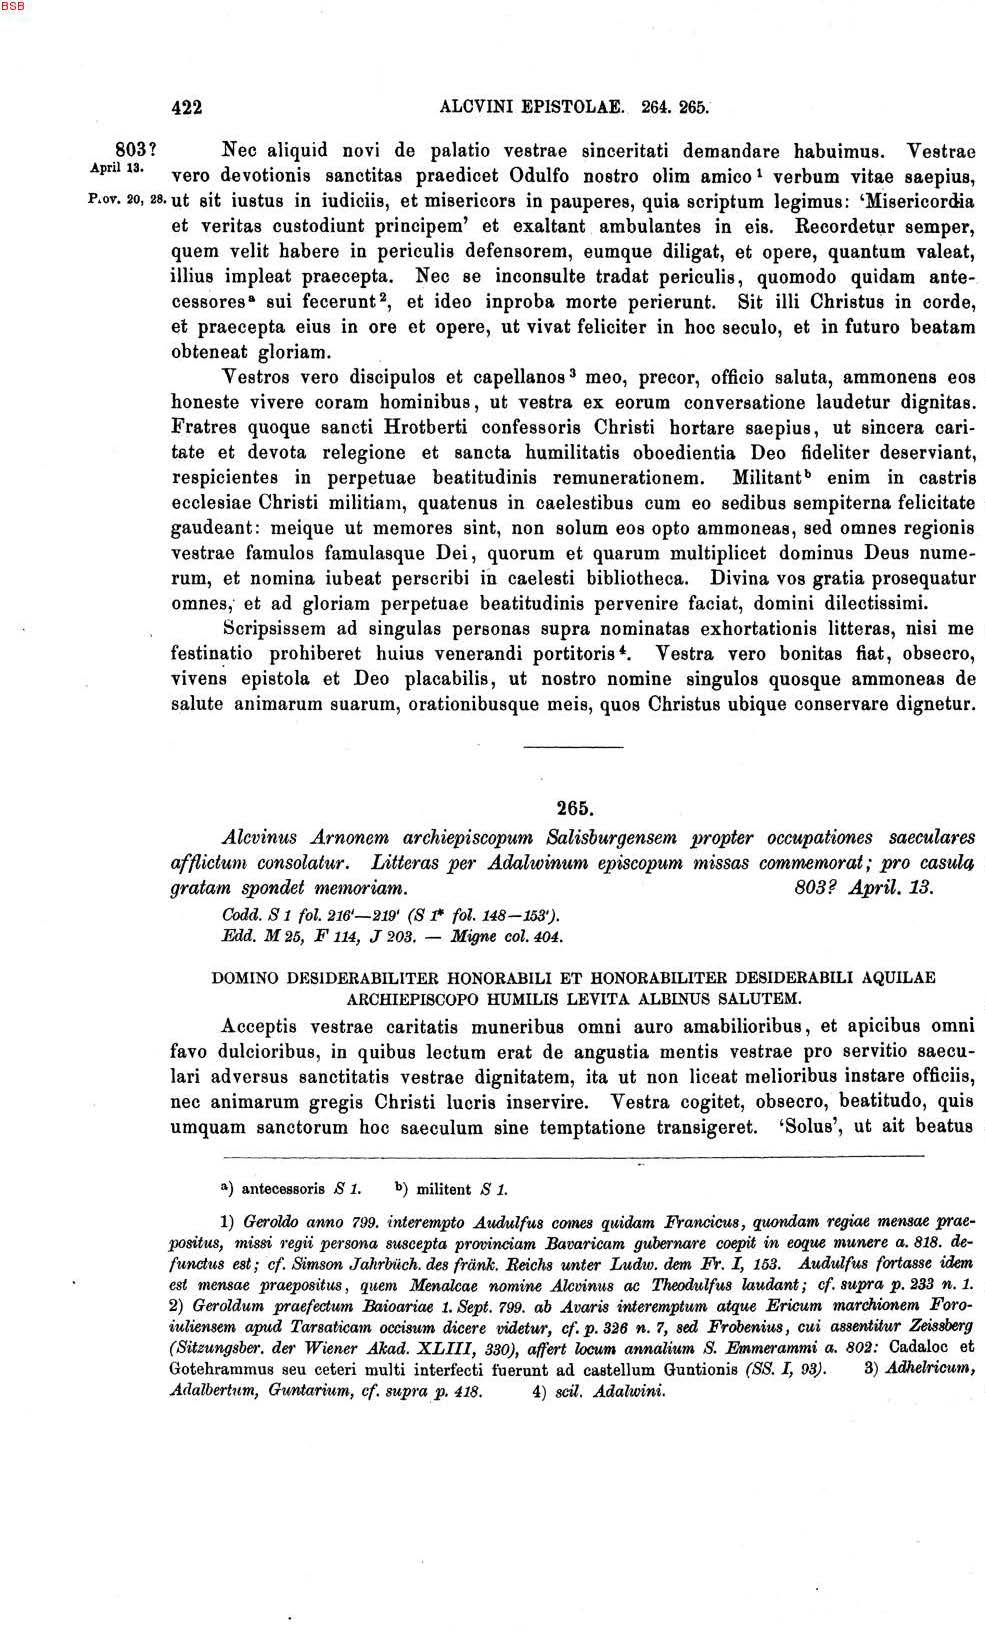 BSB
422 ALCVINI EPISTOLAE. 264. 265.
803? Nec aliquid novi de palatio vestrae sinceritati demandare habuimus. Vestrae
April 13. vero devotionis sanctitas praedicet Odulfo nostro olim amico¹ verbum vitae saepius,
Prov. 20, 28. ut sit iustus in iudiciis, et misericors in pauperes, quia scriptum legimus: ‘Misericordia
et veritas custodiunt principem’ et exaltant ambulantes in eis. Recordetur semper,
quem velit habere in periculis defensorem, eumque diligat, et opere, quantum valeat,
illius impleat praecepta. Nec se inconsulte tradat periculis, quomodo quidam ante-
cessoresᵃ sui fecerunt², et ideo inproba morte perierunt. Sit illi Christus in corde,
et praecepta eius in ore et opere, ut vivat feliciter in hoc seculo, et in futuro beatam
obteneat gloriam.
Vestros vero discipulos et capellanos³ meo, precor, officio saluta, ammonens eos
honeste vivere coram hominibus, ut vestra ex eorum conversatione laudetur dignitas.
Fratres quoque sancti Hrotberti confessoris Christi hortare saepius, ut sincera cari-
tate et devota relegione et sancta humilitatis oboedientia Deo fideliter deserviant,
respicientes in perpetuae beatitudinis remunerationem. Militantᵇ enim in castris
ecclesiae Christi militiam, quatenus in caelestibus cum eo sedibus sempiterna felicitate
gaudeant: meique ut memores sint, non solum eos opto ammoneas, sed omnes regionis
vestrae famulos famulasque Dei, quorum et quarum multiplicet dominus Deus nume-
rum, et nomina iubeat perscribi in caelesti bibliotheca. Divina vos gratia prosequatur
omnes, et ad gloriam perpetuae beatitudinis pervenire faciat, domini dilectissimi.
Scripsissem ad singulas personas supra nominatas exhortationis litteras, nisi me
festinatio prohiberet huius venerandi portitoris⁴. Vestra vero bonitas fiat, obsecro,
vivens epistola et Deo placabilis, ut nostro nomine singulos quosque ammoneas de
salute animarum suarum, orationibusque meis, quos Christus ubique conservare dignetur.
265.
Alcvinus Arnonem archiepiscopum Salisburgensem propter occupationes saeculares
afflictum consolatur. Litteras per Adalwinum episcopum missas commemorat; pro casula
gratam spondet memoriam. 803? April. 13.
Codd. S 1 fol. 216'—219' (S 1* fol. 148—153').
Edd. M 25, F 114, J 203. — Migne col. 404.
DOMINO DESIDERABILITER HONORABILI ET HONORABILITER DESIDERABILI AQUILAE
ARCHIEPISCOPO HUMILIS LEVITA ALBINUS SALUTEM.
Acceptis vestrae caritatis muneribus omni auro amabilioribus, et apicibus omni
favo dulcioribus, in quibus lectum erat de angustia mentis vestrae pro servitio saecu-
lari adversus sanctitatis vestrae dignitatem, ita ut non liceat melioribus instare officiis,
nec animarum gregis Christi lucris inservire. Vestra cogitet, obsecro, beatitudo, quis
umquam sanctorum hoc saeculum sine temptatione transigeret. ‘Solus’, ut ait beatus
ᵃ) antecessoris S 1. ᵇ) militent S 1.
1) Geroldo anno 799. interempto Audulfus comes quidam Francicus, quondam regiae mensae prae-
positus, missi regii persona suscepta provinciam Bavaricam gubernare coepit in eoque munere a. 818. de-
functus est; cf. Simson Jahrbüch. des fränk. Reichs unter Ludw. dem Fr. I, 153. Audulfus fortasse idem
est mensae praepositus, quem Menalcae nomine Alcvinus ac Theodulfus laudant; cf. supra p. 233 n. 1.
2) Geroldum praefectum Baioariae 1. Sept. 799. ab Avaris interemptum atque Ericum marchionem Foro-
iuliensem apud Tarsaticam occisum dicere videtur, cf. p. 326 n. 7, sed Frobenius, cui assentitur Zeissberg
(Sitzungsber. der Wiener Akad. XLIII, 330), affert locum annalium S. Emmerammi a. 802: Cadaloc et
Gotehrammus seu ceteri multi interfecti fuerunt ad castellum Guntionis (SS. I, 93). 3) Adhelricum,
Adalbertum, Guntarium, cf. supra p. 418. 4) scil. Adalwini.